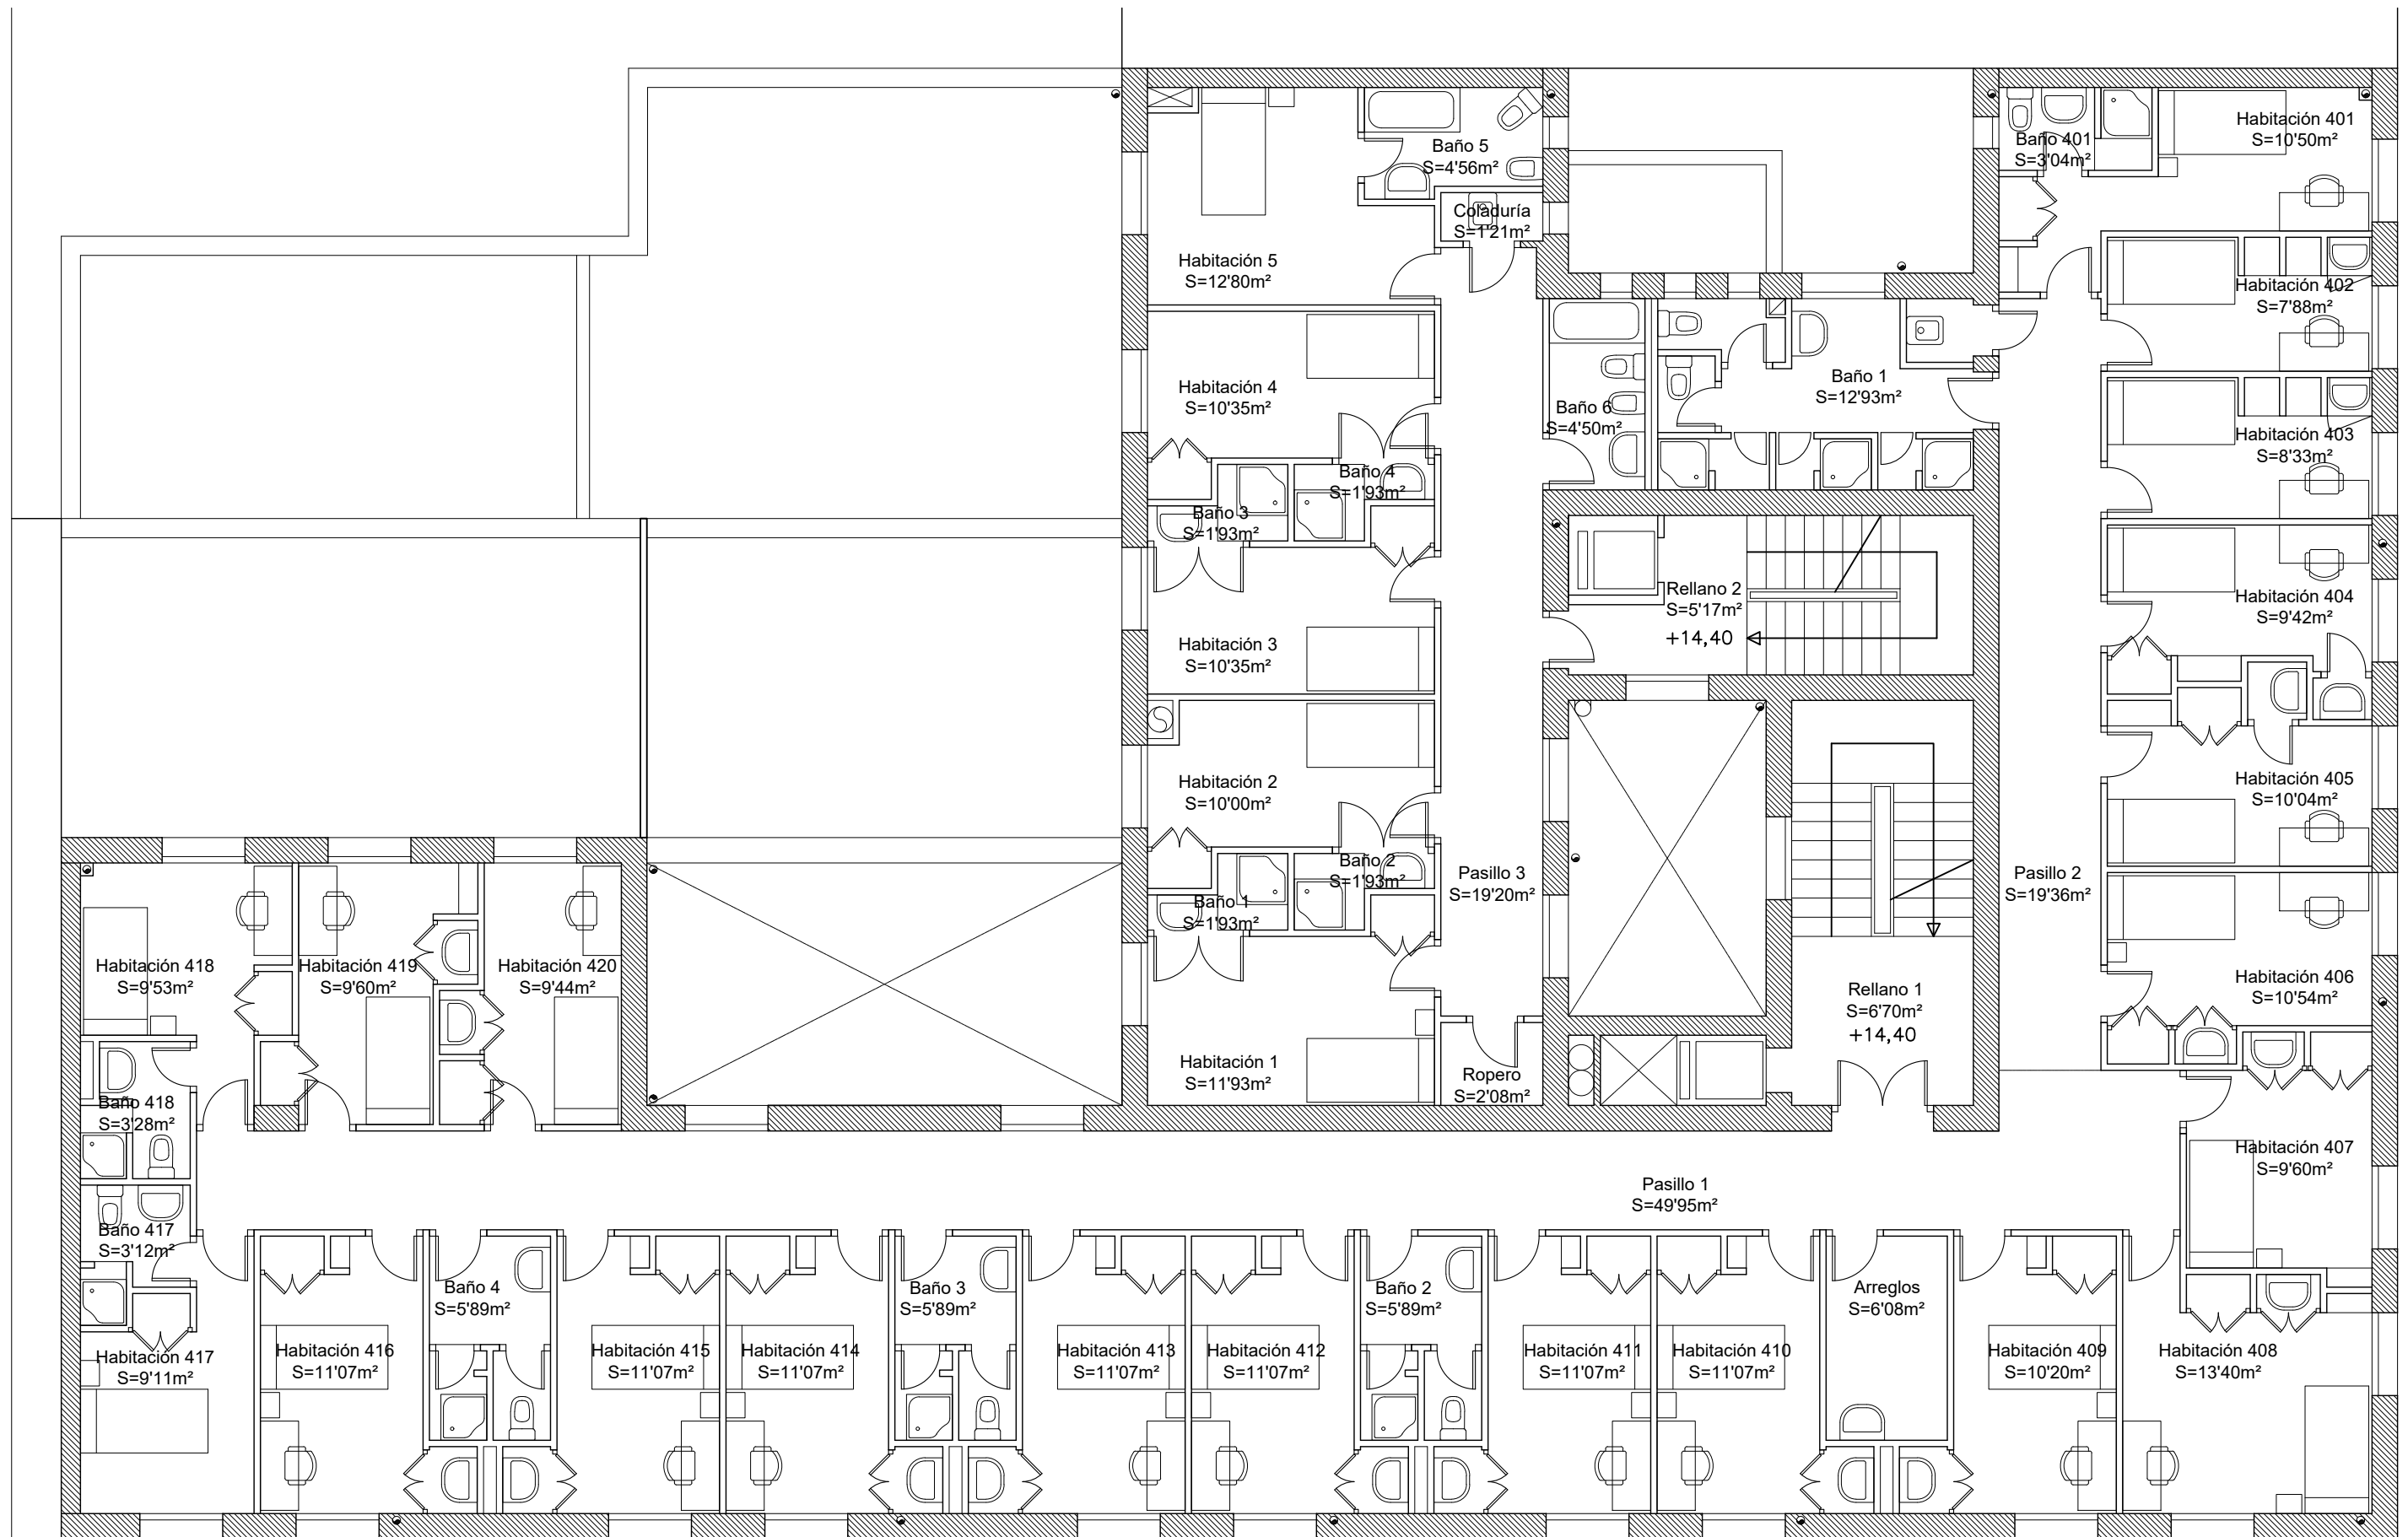 Habitación 401
S=10'50m²
Baño 401
S=3'04m²
Baño 5
S=4'56m²
Coladuría
S=1'21m²
Habitación 5
S=12'80m²
Habitación 402
S=7'88m²
Habitación 4
S=10'35m²
Baño 1
S=12'93m²
Baño 6
S=4'50m²
Habitación 403
S=8'33m²
Baño 4
S=1'93m²
Baño 3
S=1'93m²
Rellano 2
S=5'17m²
+14,40
Habitación 404
S=9'42m²
Habitación 3
S=10'35m²
Habitación 2
S=10'00m²
Habitación 405
S=10'04m²
Baño 2
S=1'93m²
Pasillo 3
S=19'20m²
Pasillo 2
S=19'36m²
Baño 1
S=1'93m²
Habitación 418
S=9'53m²
Habitación 419
S=9'60m²
Habitación 420
S=9'44m²
Habitación 406
S=10'54m²
Rellano 1
S=6'70m²
+14,40
Habitación 1
S=11'93m²
Ropero
S=2'08m²
Baño 418
S=3'28m²
Habitación 407
S=9'60m²
Pasillo 1
S=49'95m²
Baño 417
S=3'12m²
Baño 4
S=5'89m²
Baño 3
S=5'89m²
Baño 2
S=5'89m²
Arreglos
S=6'08m²
Habitación 417
S=9'11m²
Habitación 416
S=11'07m²
Habitación 415
S=11'07m²
Habitación 414
S=11'07m²
Habitación 413
S=11'07m²
Habitación 412
S=11'07m²
Habitación 411
S=11'07m²
Habitación 410
S=11'07m²
Habitación 409
S=10'20m²
Habitación 408
S=13'40m²